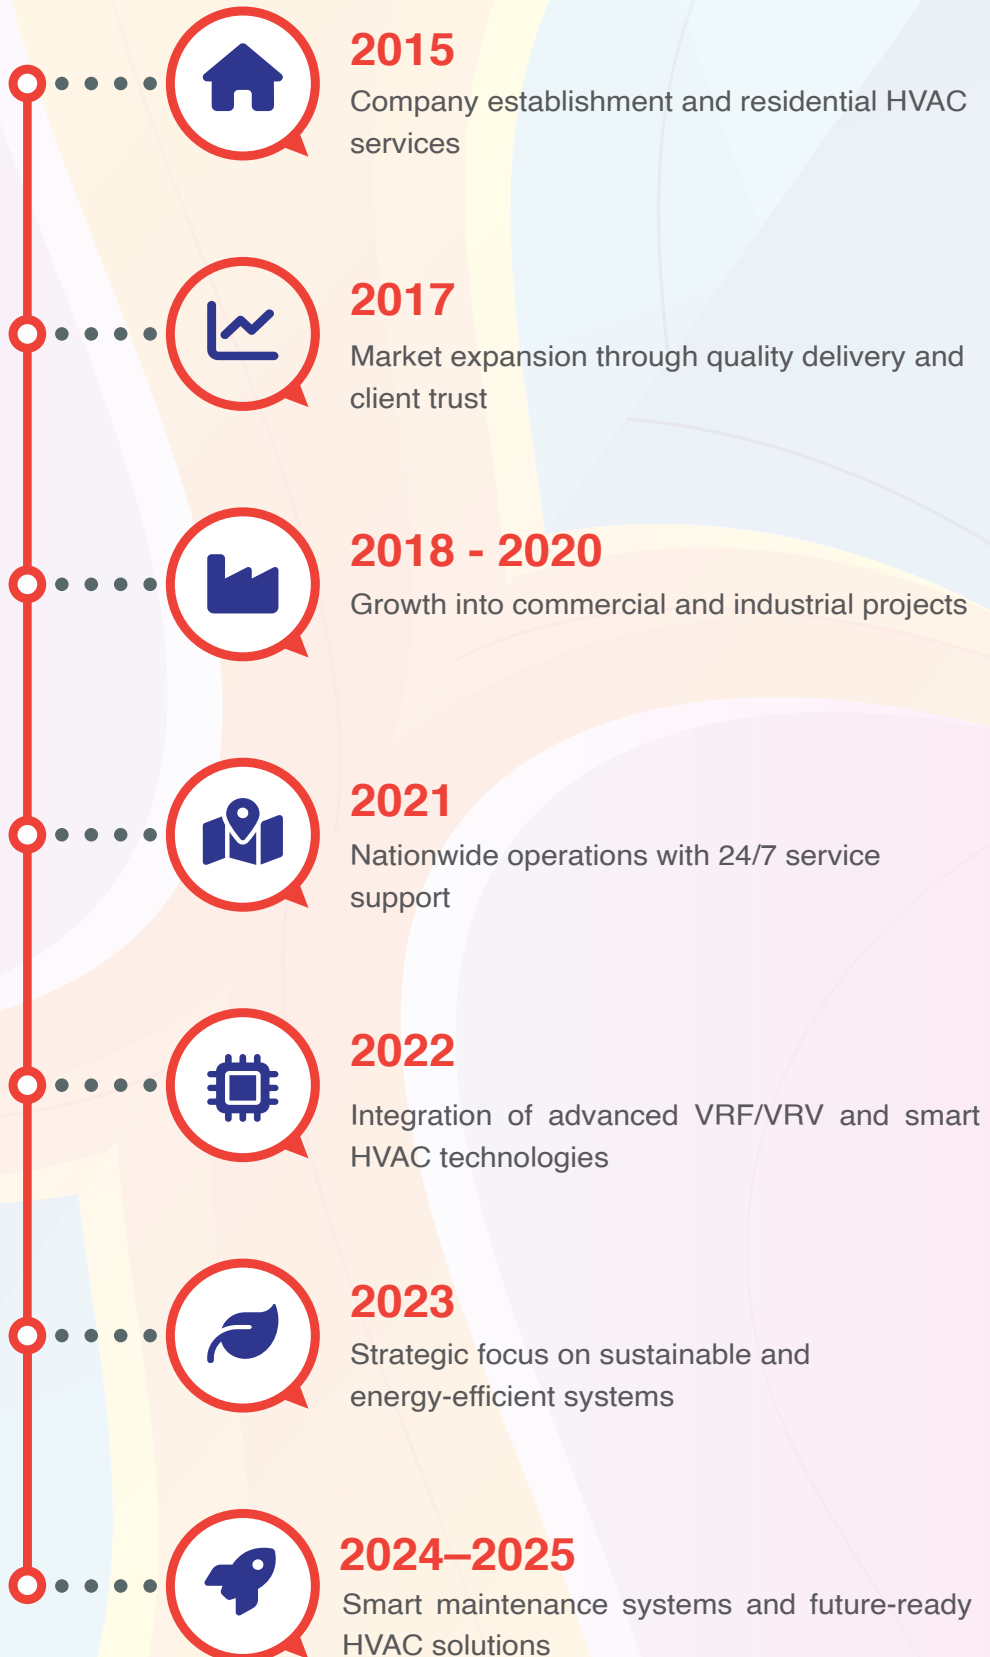 2015
Company establishment and residential HVAC
services
2017
Market expansion through quality delivery and
client trust
2018 - 2020
Growth into commercial and industrial projects
2021
Nationwide operations with 24/7 service
support
2022
Integration of advanced VRF/VRV and smart
HVAC technologies
2023
Strategic focus on sustainable and
energy-efficient systems
2024–2025
Smart maintenance systems and future-ready
HVAC solutions